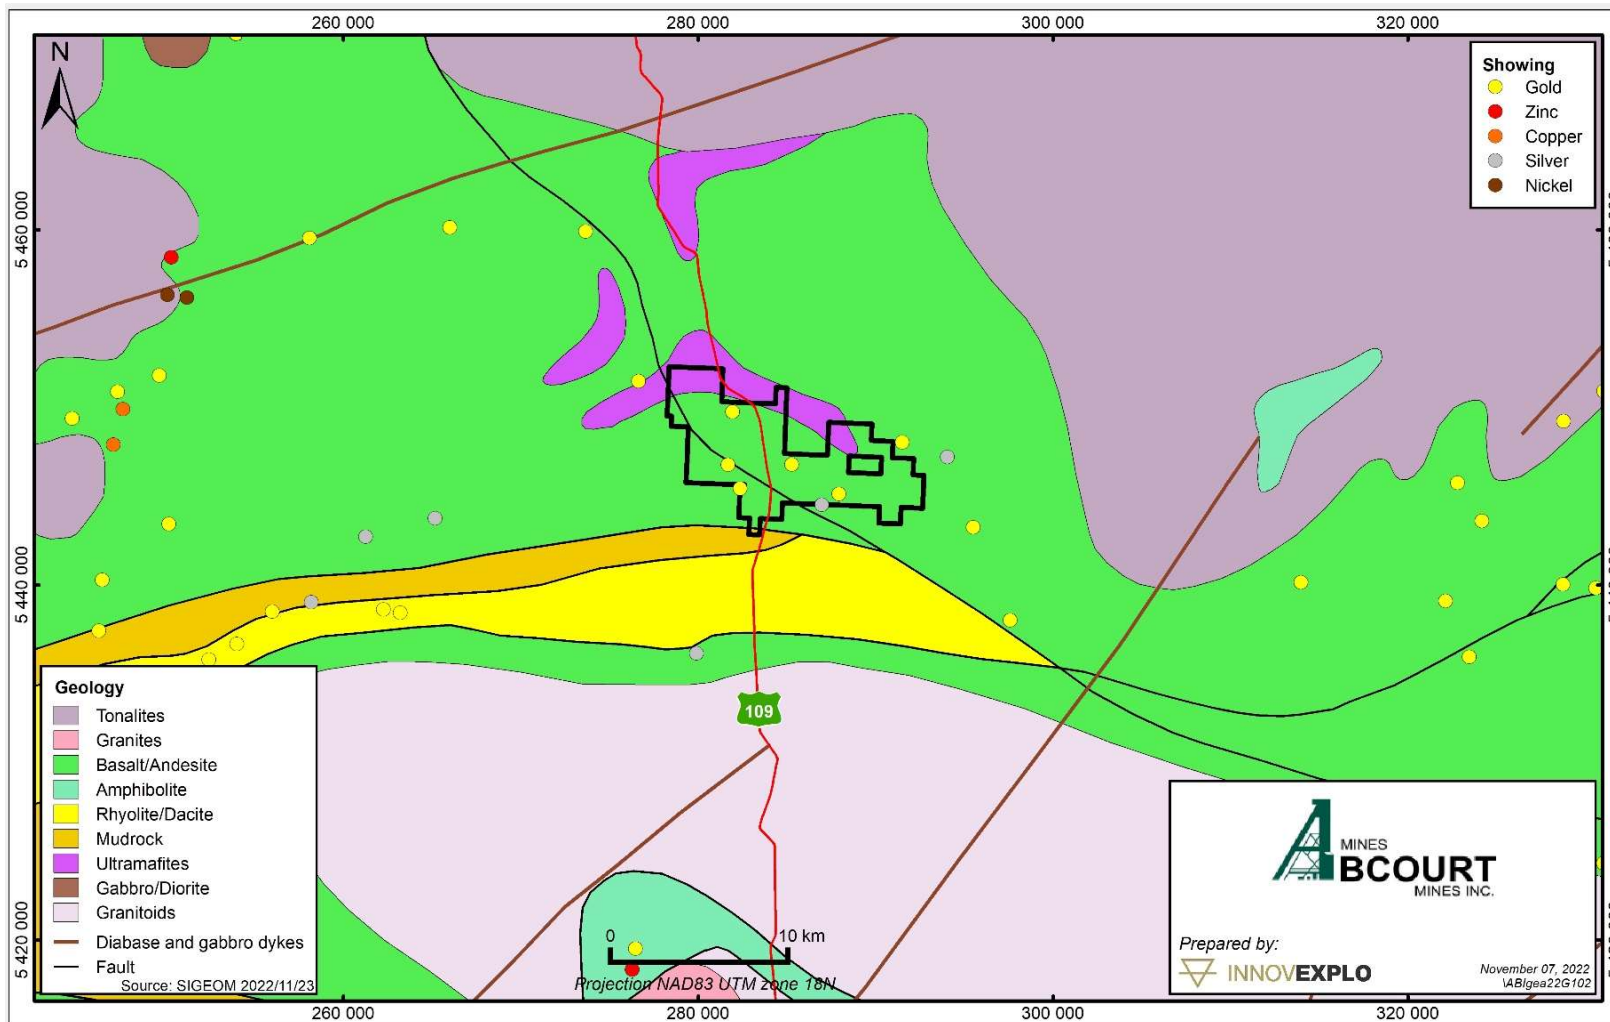 260 000
280 000
300 000
320 000
N
Showing
Gold
Zinc
Copper
Silver
Nickel
5 460 000
5 440 000
5 420 000
109
Geology
Tonalites
Granites
Basalt/Andesite
Amphibolite
Rhyolite/Dacite
Mudrock
Ultramafites
Gabbro/Diorite
Granitoids
Diabase and gabbro dykes
Fault
Source: SIGEOM 2022/11/23
0 10 km
Projection NAD83 UTM zone 18N
MINES
ABCOURT
MINES INC.
Prepared by:
INNOVEXPLO
November 07, 2022
\ABIgea22G102
260 000
280 000
300 000
320 000